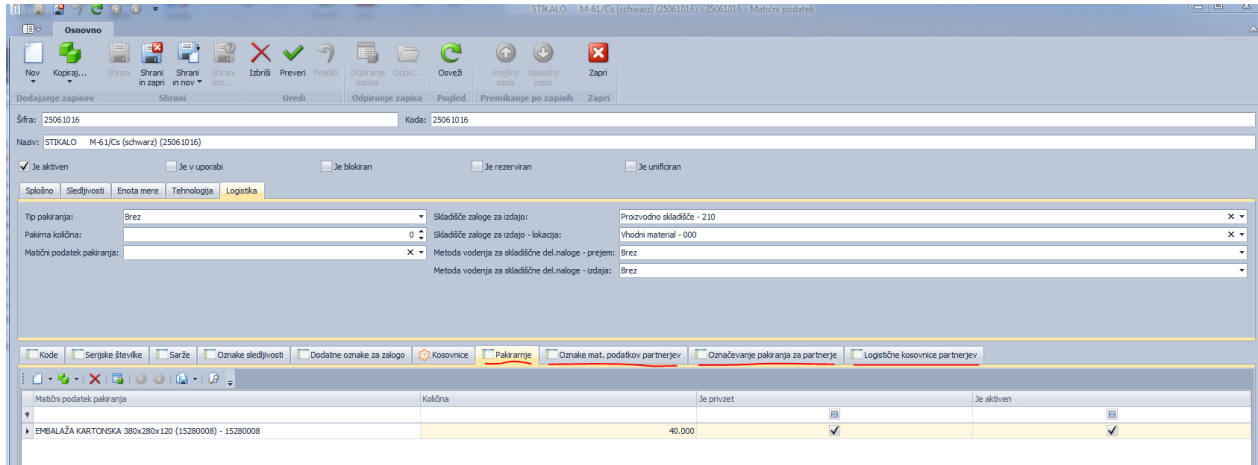 STIKALO M-61/Cs (schwarz) (25061016) - 25061016 - Matični podatek
Osnovno
Nov Kopiraj... Shrani Shrani in zapri Shrani in nov Shrani kot... Izbriši Preveri Prekliči Odpiranje zapisa Odpri... Osveži Prejšnji zapis Naslednji zapis Zapri
Dodajanje zapisov Shrani Uredi Odpiranje zapisa Pogled Premikanje po zapisih Zapri
Šifra: 25061016 Koda: 25061016
Naziv: STIKALO M-61/Cs (schwarz) (25061016)
Je aktiven Je v uporabi Je blokiran Je rezerviran Je unificiran
Splošno Sledljivosti Enota mere Tehnologija Logistika
Tip pakiranja: Brez Skladišče zaloge za izdajo: Proizvodno skladišče - 210
Pakirna količina: 0 Skladišče zaloge za izdajo - lokacija: Vhodni material - 000
Matični podatek pakiranja: Metoda vodenja za skladiščne del.naloge - prejem: Brez
Metoda vodenja za skladiščne del.naloge - izdaja: Brez
Kode Serijske številke Sarže Oznake sledljivosti Dodatne oznake za zalogo Kosovnice Pakirarnje Oznake mat. podatkov partnerjev Označevanje pakiranja za partnerje Logistične kosovnice partnerjev
Matični podatek pakiranja Količina Je privzet Je aktiven
EMBALAŽA KARTONSKA 380x280x120 (15280008) - 15280008 40.000